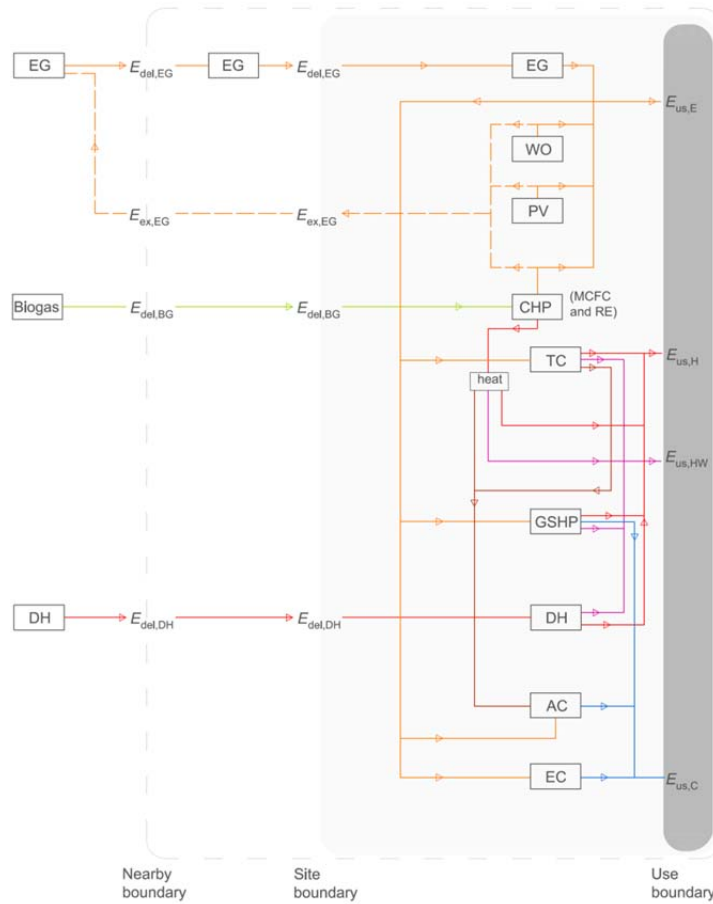 EG
E_del,EG
EG
E_del,EG
EG
E_us,E
WO
PV
E_ex,EG
E_ex,EG
Biogas
E_del,BG
E_del,BG
CHP
(MCFC
and RE)
TC
E_us,H
heat
E_us,HW
GSHP
DH
E_del,DH
E_del,DH
DH
AC
EC
E_us,C
Nearby
boundary
Site
boundary
Use
boundary